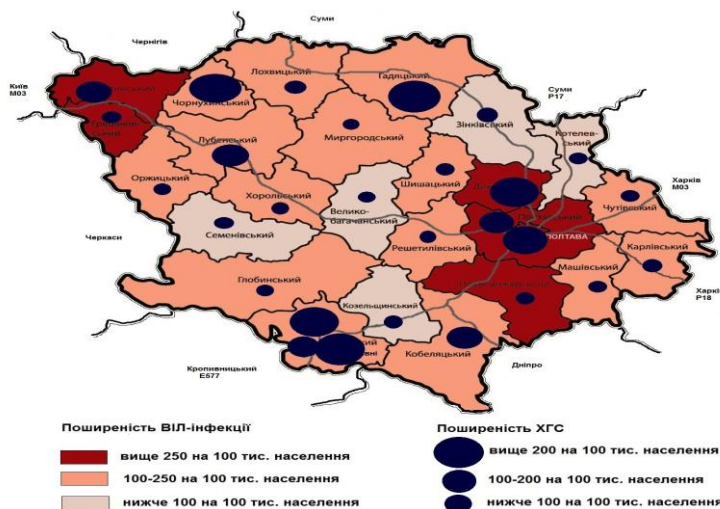 Суми
Чернігів
Київ
М03
Лохвицький
Гадяцький
Чорнухинський
Суми
Р17
Зінківський
Котелев-
ський
Лубенський
Миргородський
Харків
М03
Оржицький
Шишацький
Чутівський
Хорольський
Велико-
багачанський
Черкаси
Семенівський
Решетилівський
ПОЛТАВА
Карлівський
Машівський
Глобинський
Козельщинський
Харкі
Р18
Кобеляцький
Кропивницький
Е577
Дніпро
Поширеність ВІЛ-інфекції
вище 250 на 100 тис. населення
100-250 на 100 тис. населення
нижче 100 на 100 тис. населення
Поширеність ХГС
вище 200 на 100 тис. населення
100-200 на 100 тис. населення
нижче 100 на 100 тис. населення